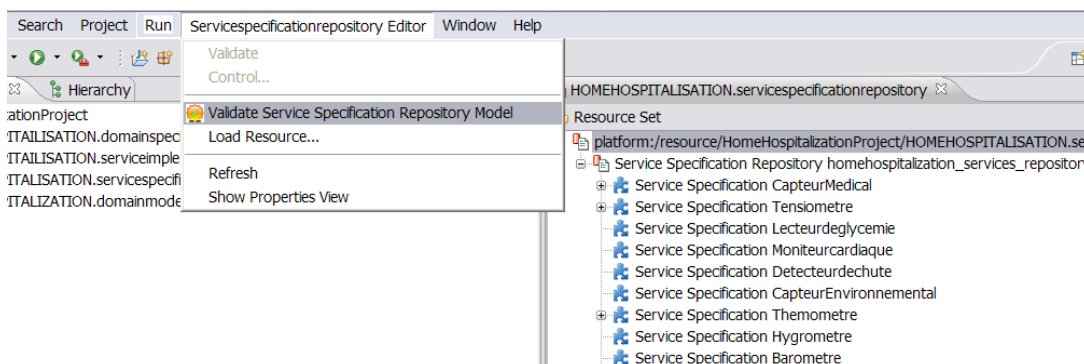 Search Project Run Servicespecificationrepository Editor Window Help
Validate
Control...
Validate Service Specification Repository Model
Load Resource...
Refresh
Show Properties View
Hierarchy
ationProject
ITAILISATION.domainspeci
ITAILISATION.serviceimple
ITALISATION.servicespecifi
ITALIZATION.domainmode
HOMEHOSPITALISATION.servicespecificationrepository
Resource Set
platform:/resource/HomeHospitalizationProject/HOMEHOSPITALISATION.se
Service Specification Repository homehospitalization_services_repository
Service Specification CapteurMedical
Service Specification Tensiometre
Service Specification Lecteurdeglycemie
Service Specification Moniteurcardiaque
Service Specification Detecteurdechute
Service Specification CapteurEnvironnemental
Service Specification Themometre
Service Specification Hygrometre
Service Specification Barometre